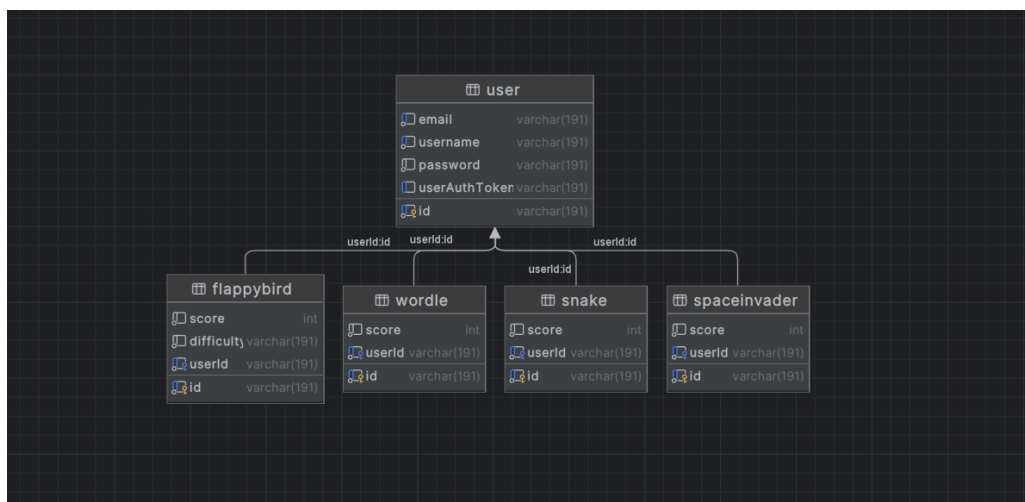 user
email varchar(191)
username varchar(191)
password varchar(191)
userAuthToken varchar(191)
id varchar(191)
userId:id
userId:id
userId:id
userId:id
flappybird
score int
difficulty varchar(191)
userId varchar(191)
id varchar(191)
wordle
score int
userId varchar(191)
id varchar(191)
snake
score int
userId varchar(191)
id varchar(191)
spaceinvader
score int
userId varchar(191)
id varchar(191)